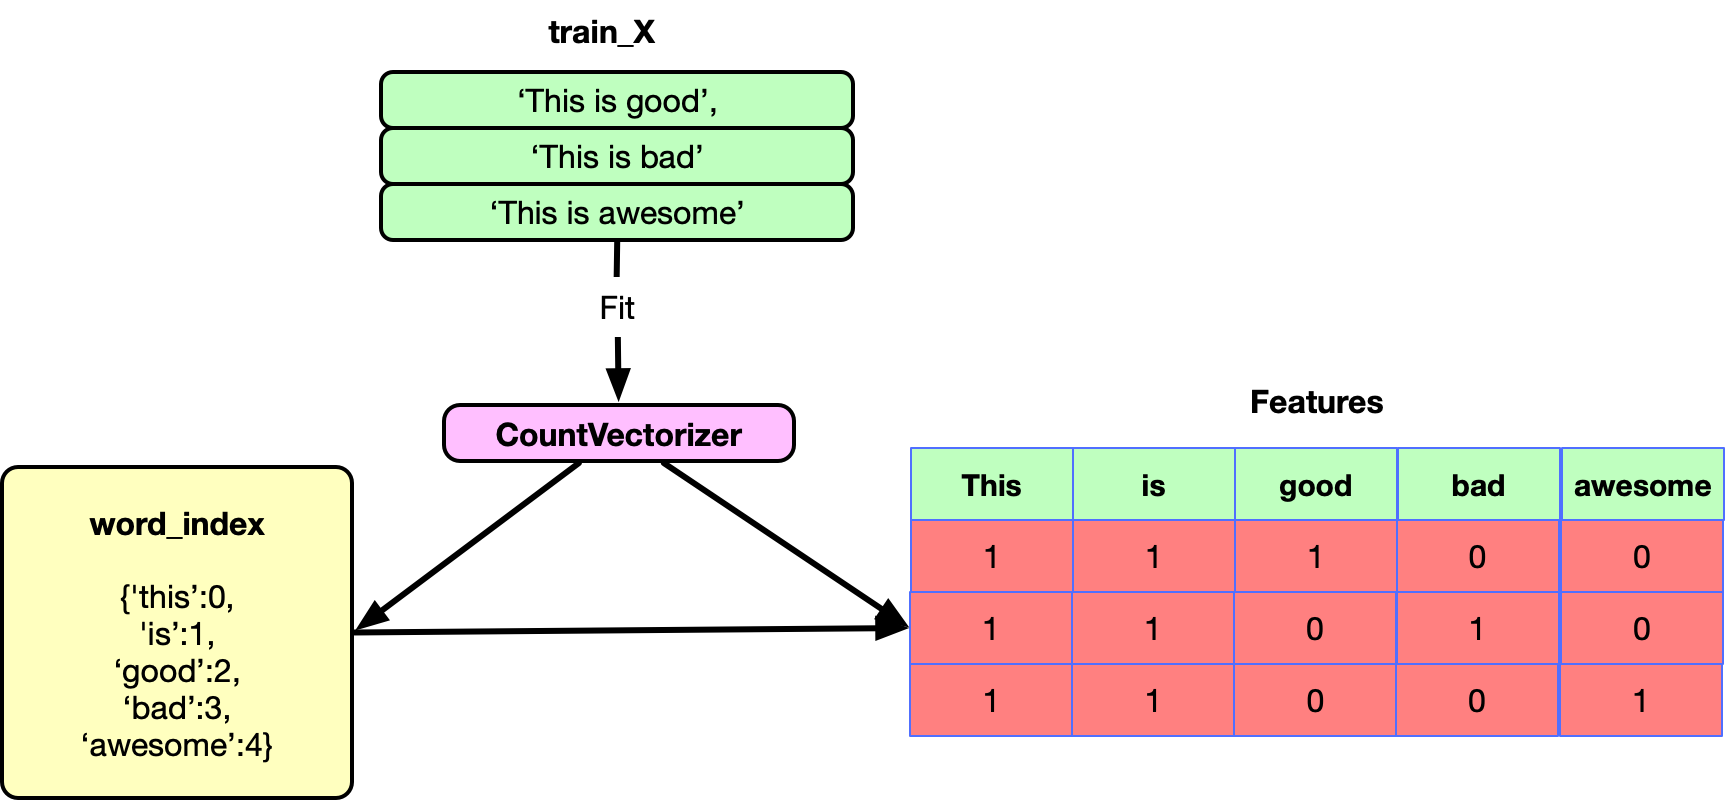 train_X
‘This is good’,
‘This is bad’
‘This is awesome’
Fit
CountVectorizer
word_index
{'this’:0,
'is’:1,
‘good’:2,
‘bad’:3,
‘awesome’:4}
Features
This is good bad awesome
1 1 1 0 0
1 1 0 1 0
1 1 0 0 1